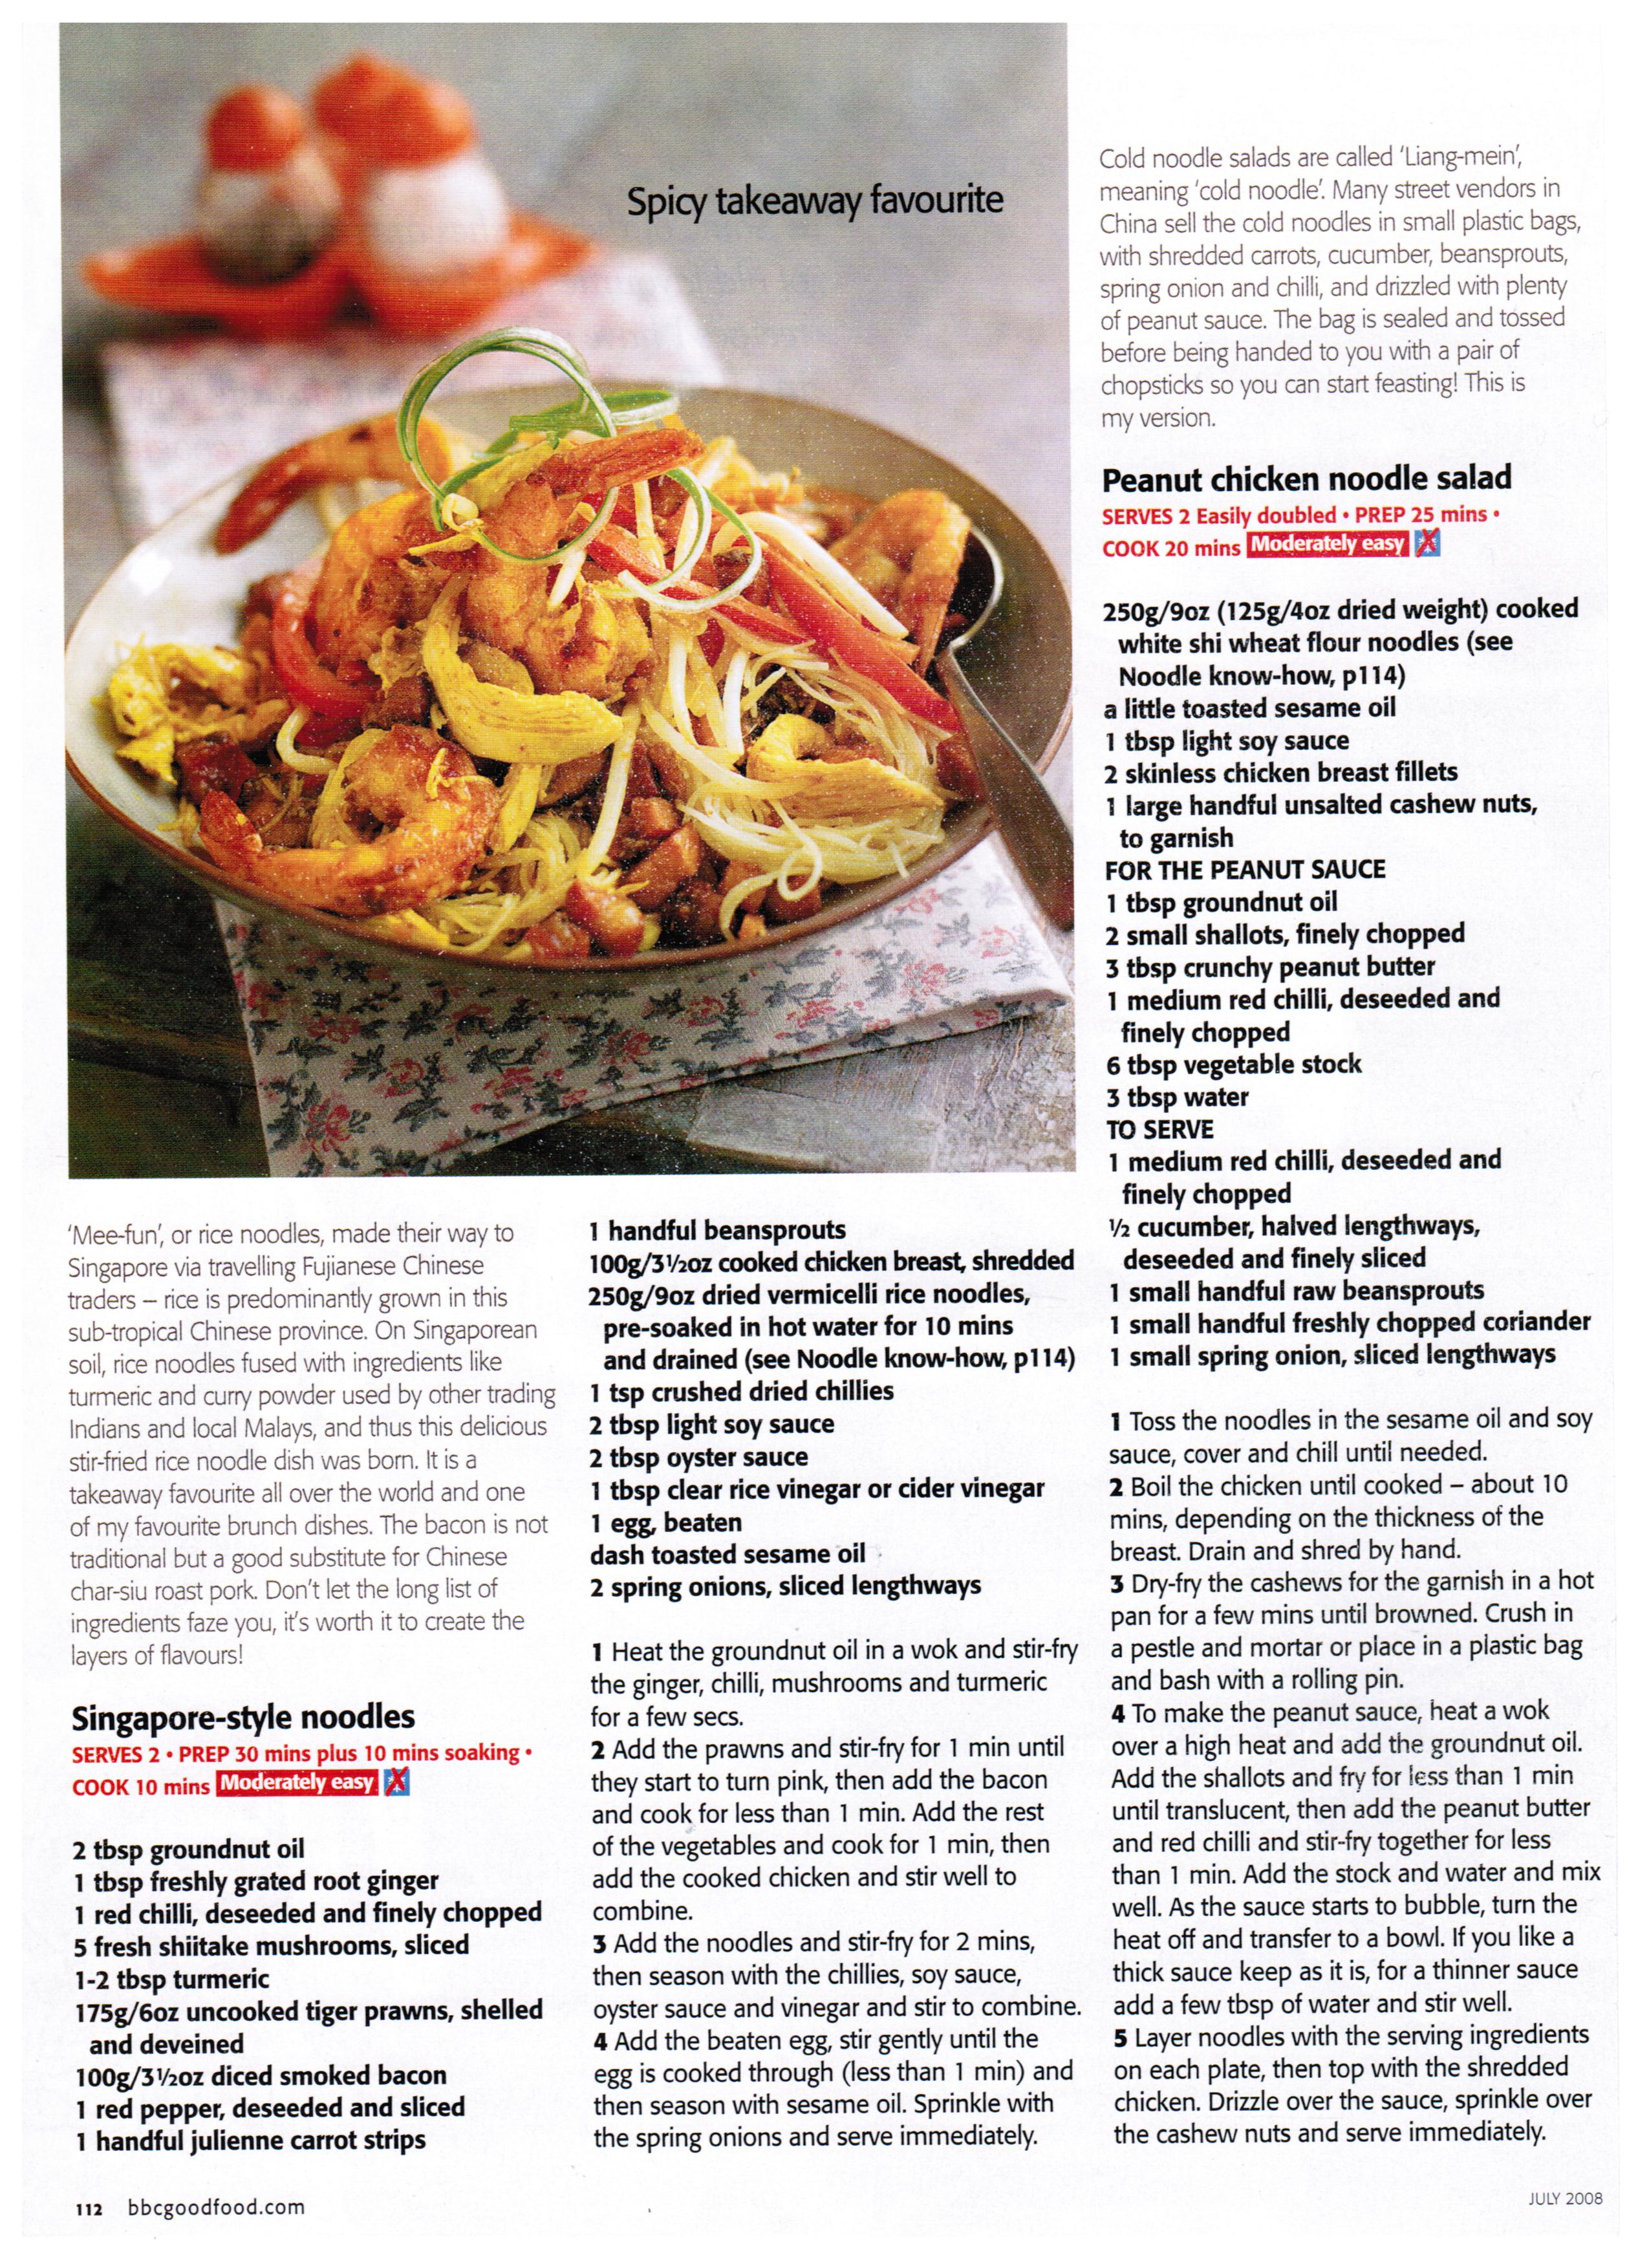 Spicy takeaway favourite
'Mee-fun', or rice noodles, made their way to
Singapore via travelling Fujianese Chinese
traders – rice is predominantly grown in this
sub-tropical Chinese province. On Singaporean
soil, rice noodles fused with ingredients like
turmeric and curry powder used by other trading
Indians and local Malays, and thus this delicious
stir-fried rice noodle dish was born. It is a
takeaway favourite all over the world and one
of my favourite brunch dishes. The bacon is not
traditional but a good substitute for Chinese
char-siu roast pork. Don't let the long list of
ingredients faze you, it's worth it to create the
layers of flavours!
Singapore-style noodles
SERVES 2 • PREP 30 mins plus 10 mins soaking •
COOK 10 mins Moderately easy
2 tbsp groundnut oil
1 tbsp freshly grated root ginger
1 red chilli, deseeded and finely chopped
5 fresh shiitake mushrooms, sliced
1-2 tbsp turmeric
175g/6oz uncooked tiger prawns, shelled
and deveined
100g/3½oz diced smoked bacon
1 red pepper, deseeded and sliced
1 handful julienne carrot strips
1 handful beansprouts
100g/3½oz cooked chicken breast, shredded
250g/9oz dried vermicelli rice noodles,
pre-soaked in hot water for 10 mins
and drained (see Noodle know-how, p114)
1 tsp crushed dried chillies
2 tbsp light soy sauce
2 tbsp oyster sauce
1 tbsp clear rice vinegar or cider vinegar
1 egg, beaten
dash toasted sesame oil
2 spring onions, sliced lengthways
1 Heat the groundnut oil in a wok and stir-fry
the ginger, chilli, mushrooms and turmeric
for a few secs.
2 Add the prawns and stir-fry for 1 min until
they start to turn pink, then add the bacon
and cook for less than 1 min. Add the rest
of the vegetables and cook for 1 min, then
add the cooked chicken and stir well to
combine.
3 Add the noodles and stir-fry for 2 mins,
then season with the chillies, soy sauce,
oyster sauce and vinegar and stir to combine.
4 Add the beaten egg, stir gently until the
egg is cooked through (less than 1 min) and
then season with sesame oil. Sprinkle with
the spring onions and serve immediately.
Cold noodle salads are called 'Liang-mein',
meaning 'cold noodle'. Many street vendors in
China sell the cold noodles in small plastic bags,
with shredded carrots, cucumber, beansprouts,
spring onion and chilli, and drizzled with plenty
of peanut sauce. The bag is sealed and tossed
before being handed to you with a pair of
chopsticks so you can start feasting! This is
my version.
Peanut chicken noodle salad
SERVES 2 Easily doubled • PREP 25 mins •
COOK 20 mins Moderately easy
250g/9oz (125g/4oz dried weight) cooked
white shi wheat flour noodles (see
Noodle know-how, p114)
a little toasted sesame oil
1 tbsp light soy sauce
2 skinless chicken breast fillets
1 large handful unsalted cashew nuts,
to garnish
FOR THE PEANUT SAUCE
1 tbsp groundnut oil
2 small shallots, finely chopped
3 tbsp crunchy peanut butter
1 medium red chilli, deseeded and
finely chopped
6 tbsp vegetable stock
3 tbsp water
TO SERVE
1 medium red chilli, deseeded and
finely chopped
½ cucumber, halved lengthways,
deseeded and finely sliced
1 small handful raw beansprouts
1 small handful freshly chopped coriander
1 small spring onion, sliced lengthways
1 Toss the noodles in the sesame oil and soy
sauce, cover and chill until needed.
2 Boil the chicken until cooked – about 10
mins, depending on the thickness of the
breast. Drain and shred by hand.
3 Dry-fry the cashews for the garnish in a hot
pan for a few mins until browned. Crush in
a pestle and mortar or place in a plastic bag
and bash with a rolling pin.
4 To make the peanut sauce, heat a wok
over a high heat and add the groundnut oil.
Add the shallots and fry for less than 1 min
until translucent, then add the peanut butter
and red chilli and stir-fry together for less
than 1 min. Add the stock and water and mix
well. As the sauce starts to bubble, turn the
heat off and transfer to a bowl. If you like a
thick sauce keep as it is, for a thinner sauce
add a few tbsp of water and stir well.
5 Layer noodles with the serving ingredients
on each plate, then top with the shredded
chicken. Drizzle over the sauce, sprinkle over
the cashew nuts and serve immediately.
112 bbcgoodfood.com
JULY 2008